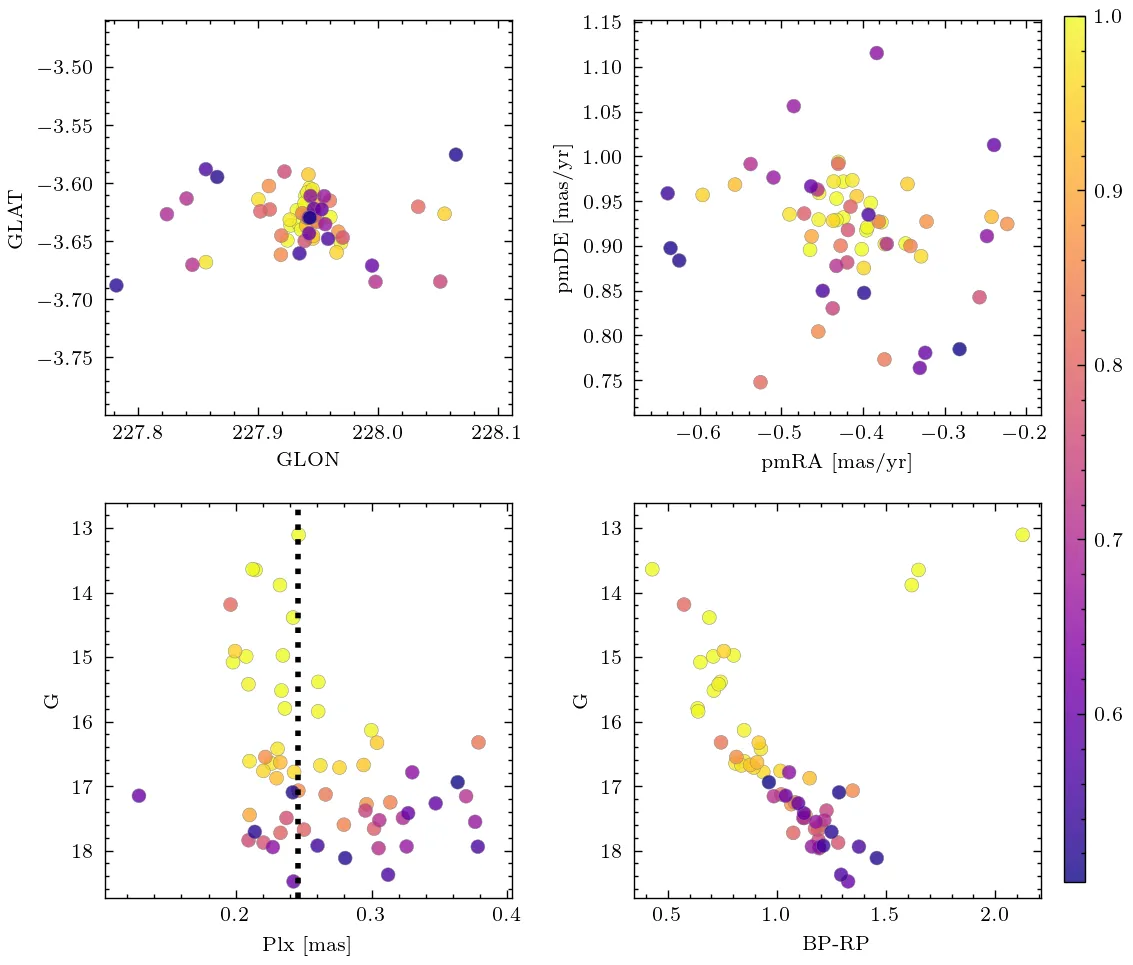 −3.50
−3.55
−3.60
−3.65
−3.70
−3.75
GLAT
227.8 227.9 228.0 228.1
GLON
1.15
1.10
1.05
1.00
0.95
0.90
0.85
0.80
0.75
pmDE [mas/yr]
−0.6 −0.5 −0.4 −0.3 −0.2
pmRA [mas/yr]
1.0
0.9
0.8
0.7
0.6
13
14
15
16
17
18
G
0.2 0.3 0.4
Plx [mas]
13
14
15
16
17
18
G
0.5 1.0 1.5 2.0
BP-RP